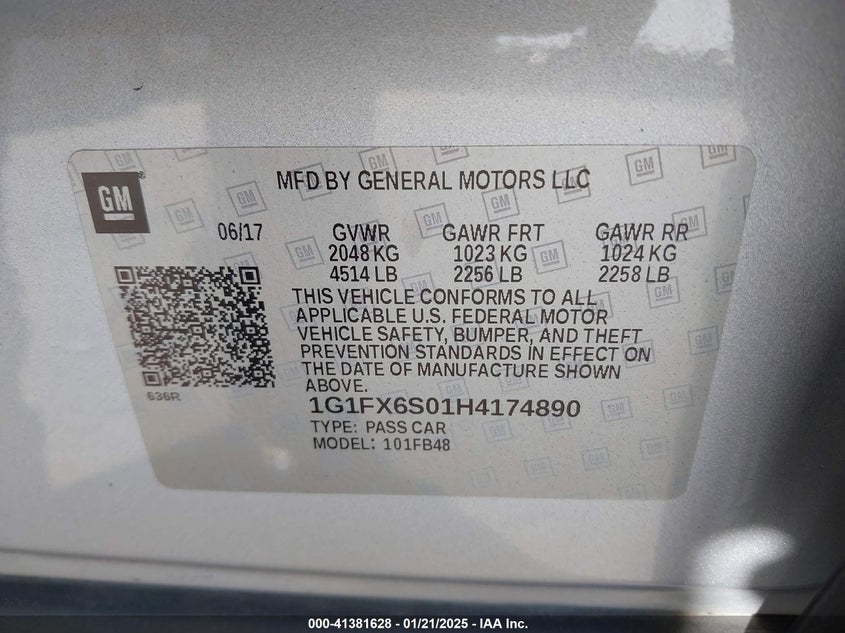 MFD BY GENERAL MOTORS LLC
GM
06/17 GVWR GAWR FRT GAWR RR
2048 KG 1023 KG 1024 KG
4514 LB 2256 LB 2258 LB
THIS VEHICLE CONFORMS TO ALL
APPLICABLE U.S. FEDERAL MOTOR
VEHICLE SAFETY, BUMPER, AND THEFT
PREVENTION STANDARDS IN EFFECT ON
THE DATE OF MANUFACTURE SHOWN
ABOVE.
636R
1G1FX6S01H4174890
TYPE: PASS CAR
MODEL: 101FB48
000-41381628 - 01/21/2025 - IAA Inc.